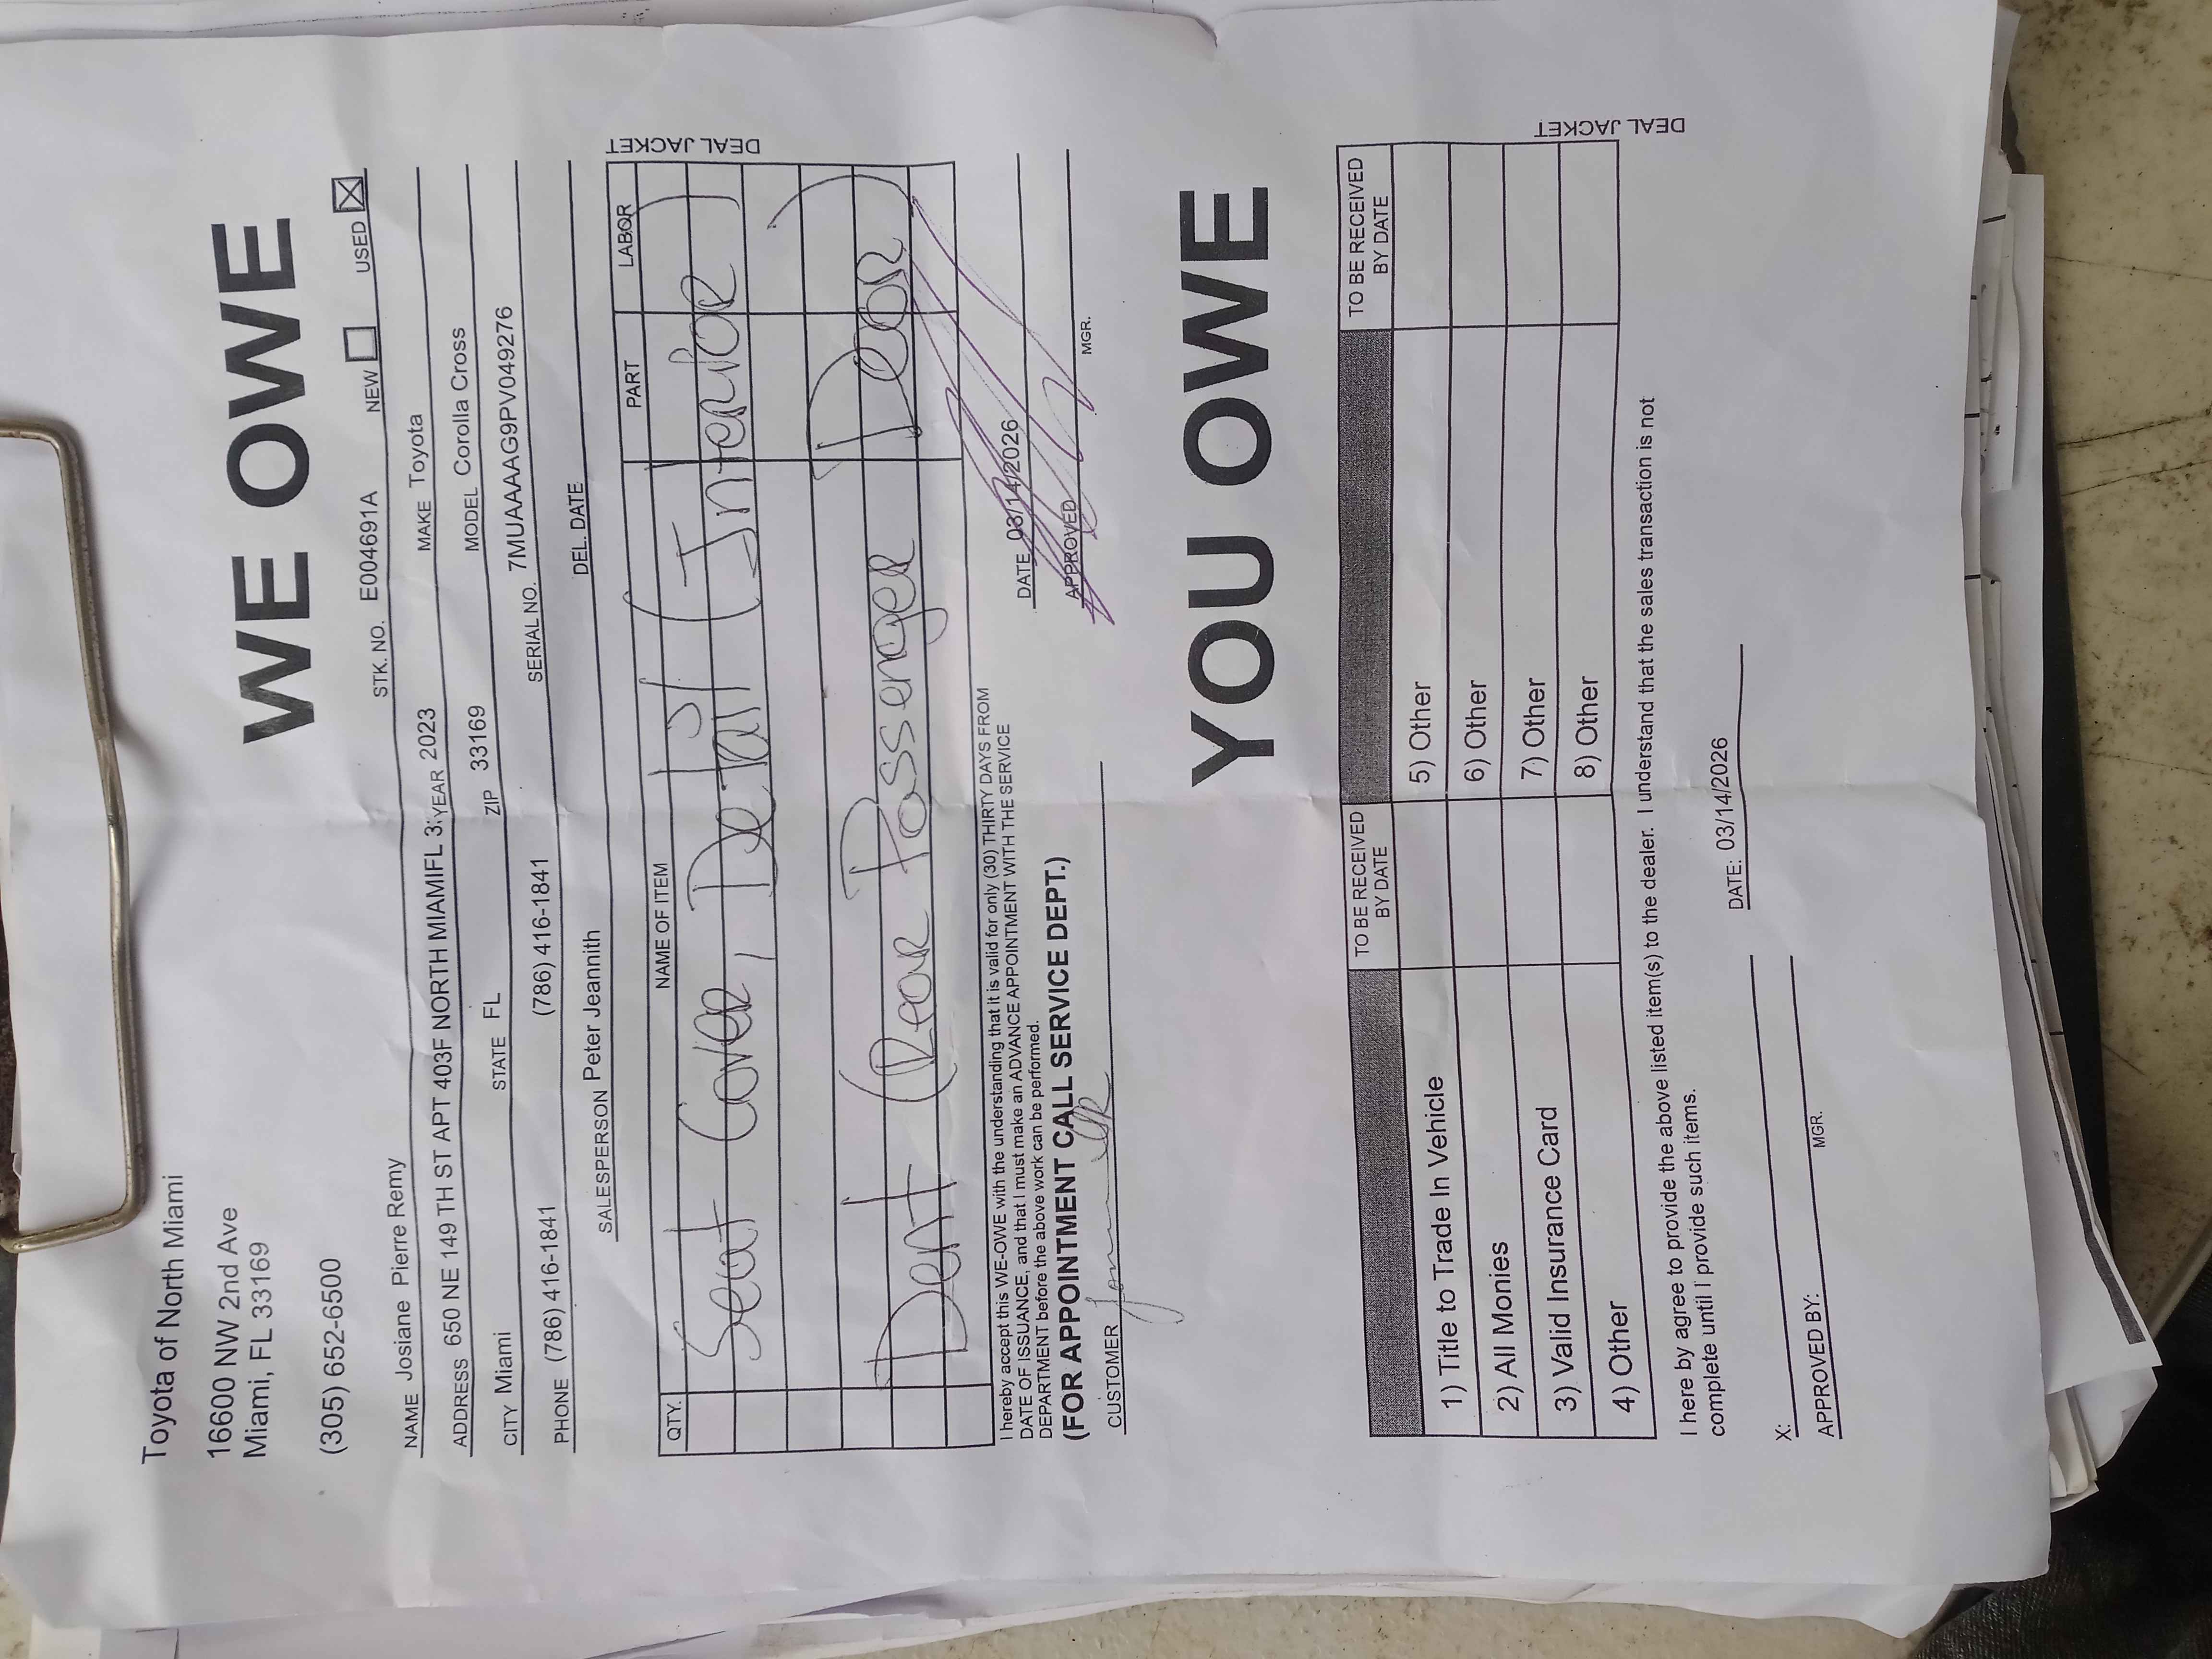 Toyota of North Miami
16600 NW 2nd Ave
Miami, FL 33169
(305) 652-6500
WE OWE
STK. NO. E004691A NEW USED
NAME Josiane Pierre Remy YEAR 2023 MAKE Toyota
ADDRESS 650 NE 149 TH ST APT 403F NORTH MIAMIFL 3: MODEL Corolla Cross
CITY Miami STATE FL ZIP 33169 SERIAL NO. 7MUAAAAG9PV049276
PHONE (786) 416-1841 (786) 416-1841 DEL. DATE
SALESPERSON Peter Jeannith
QTY. NAME OF ITEM PART LABOR
Seat Cover, Detail (Interior)
Dent (Rear Passenger Door)
DEAL JACKET
I hereby accept this WE-OWE with the understanding that it is valid for only (30) THIRTY DAYS FROM
DATE OF ISSUANCE, and that I must make an ADVANCE APPOINTMENT WITH THE SERVICE
DEPARTMENT before the above work can be performed.
(FOR APPOINTMENT CALL SERVICE DEPT.)
DATE 03/14/2026
CUSTOMER APPROVED MGR.
YOU OWE
TO BE RECEIVED BY DATE TO BE RECEIVED BY DATE
1) Title to Trade In Vehicle 5) Other
2) All Monies 6) Other
3) Valid Insurance Card 7) Other
4) Other 8) Other
DEAL JACKET
I here by agree to provide the above listed item(s) to the dealer. I understand that the sales transaction is not
complete until I provide such items.
X: DATE: 03/14/2026
APPROVED BY: MGR.